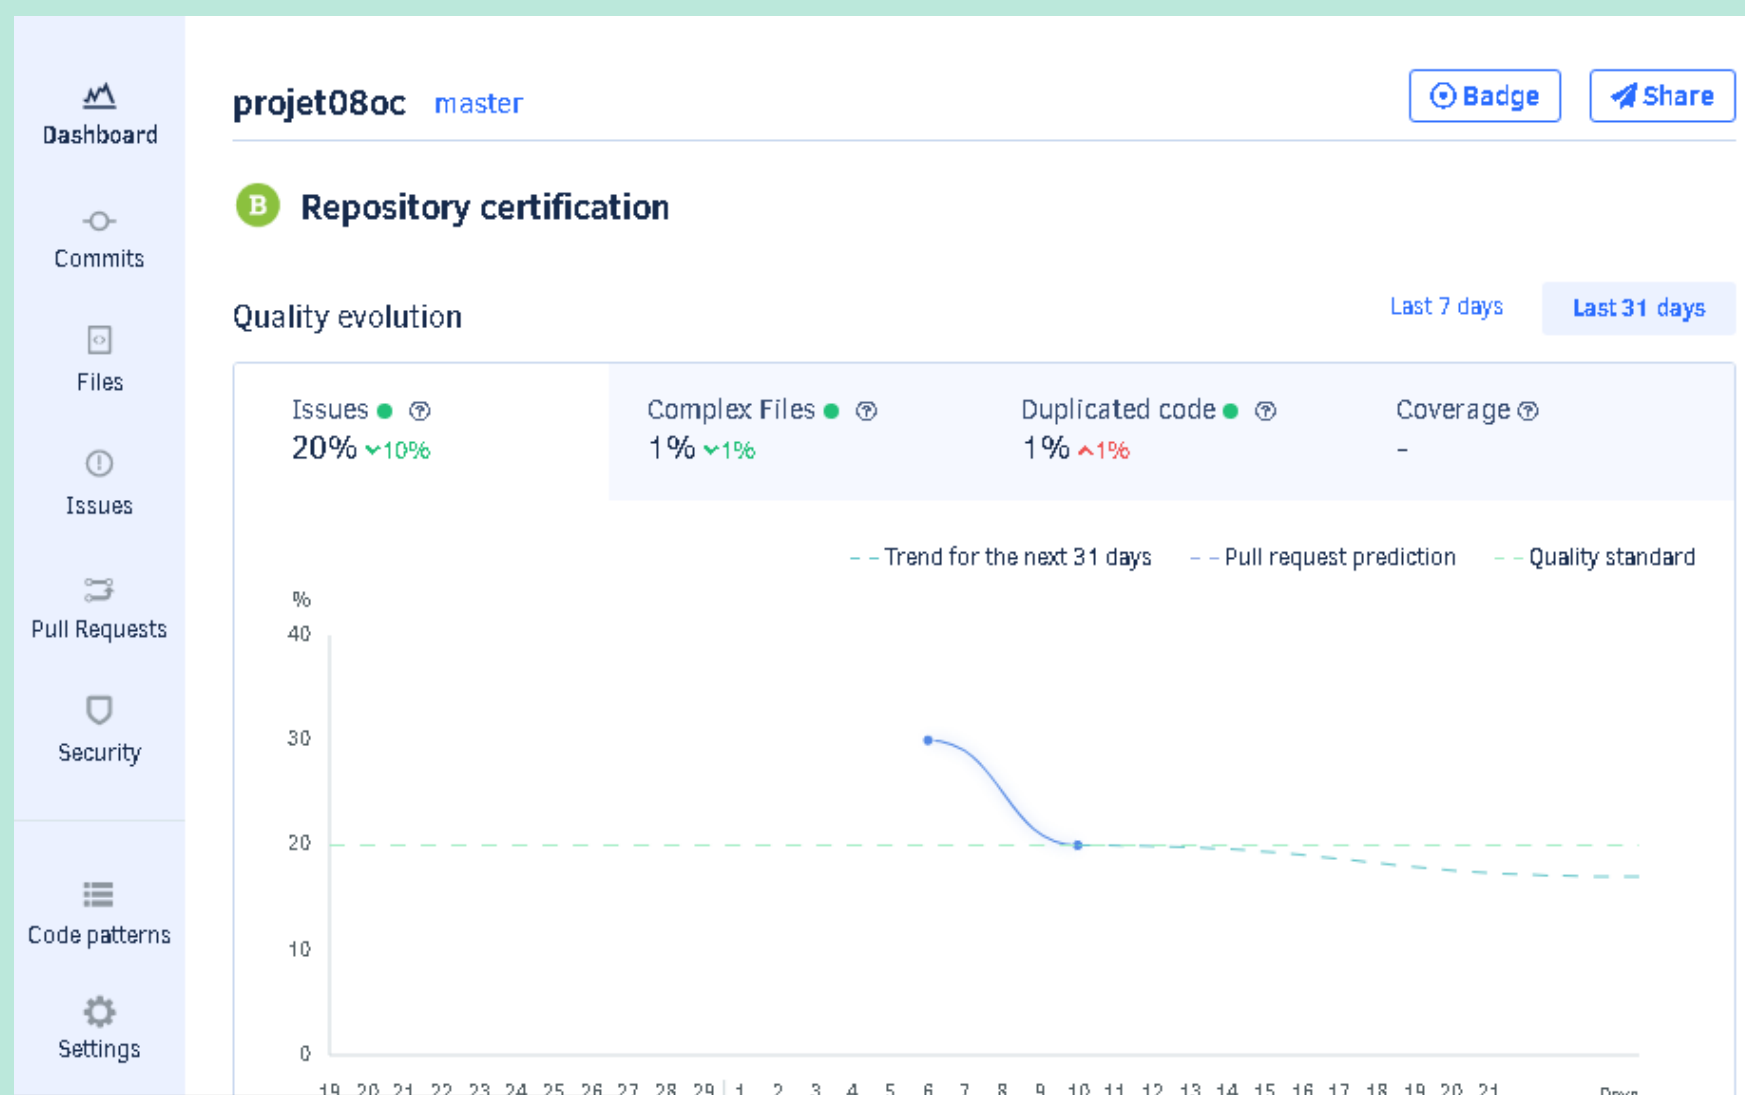 Dashboard
Commits
Files
Issues
Pull Requests
Security
Code patterns
Settings
projet08oc master
Badge
Share
B Repository certification
Quality evolution
Last 7 days
Last 31 days
Issues
20% 10%
Complex Files
1% 1%
Duplicated code
1% 1%
Coverage
-
Trend for the next 31 days
Pull request prediction
Quality standard
%
40
30
20
10
0
19 20 21 22 23 24 25 26 27 28 29 1 2 3 4 5 6 7 8 9 10 11 12 13 14 15 16 17 18 19 20 21 Days